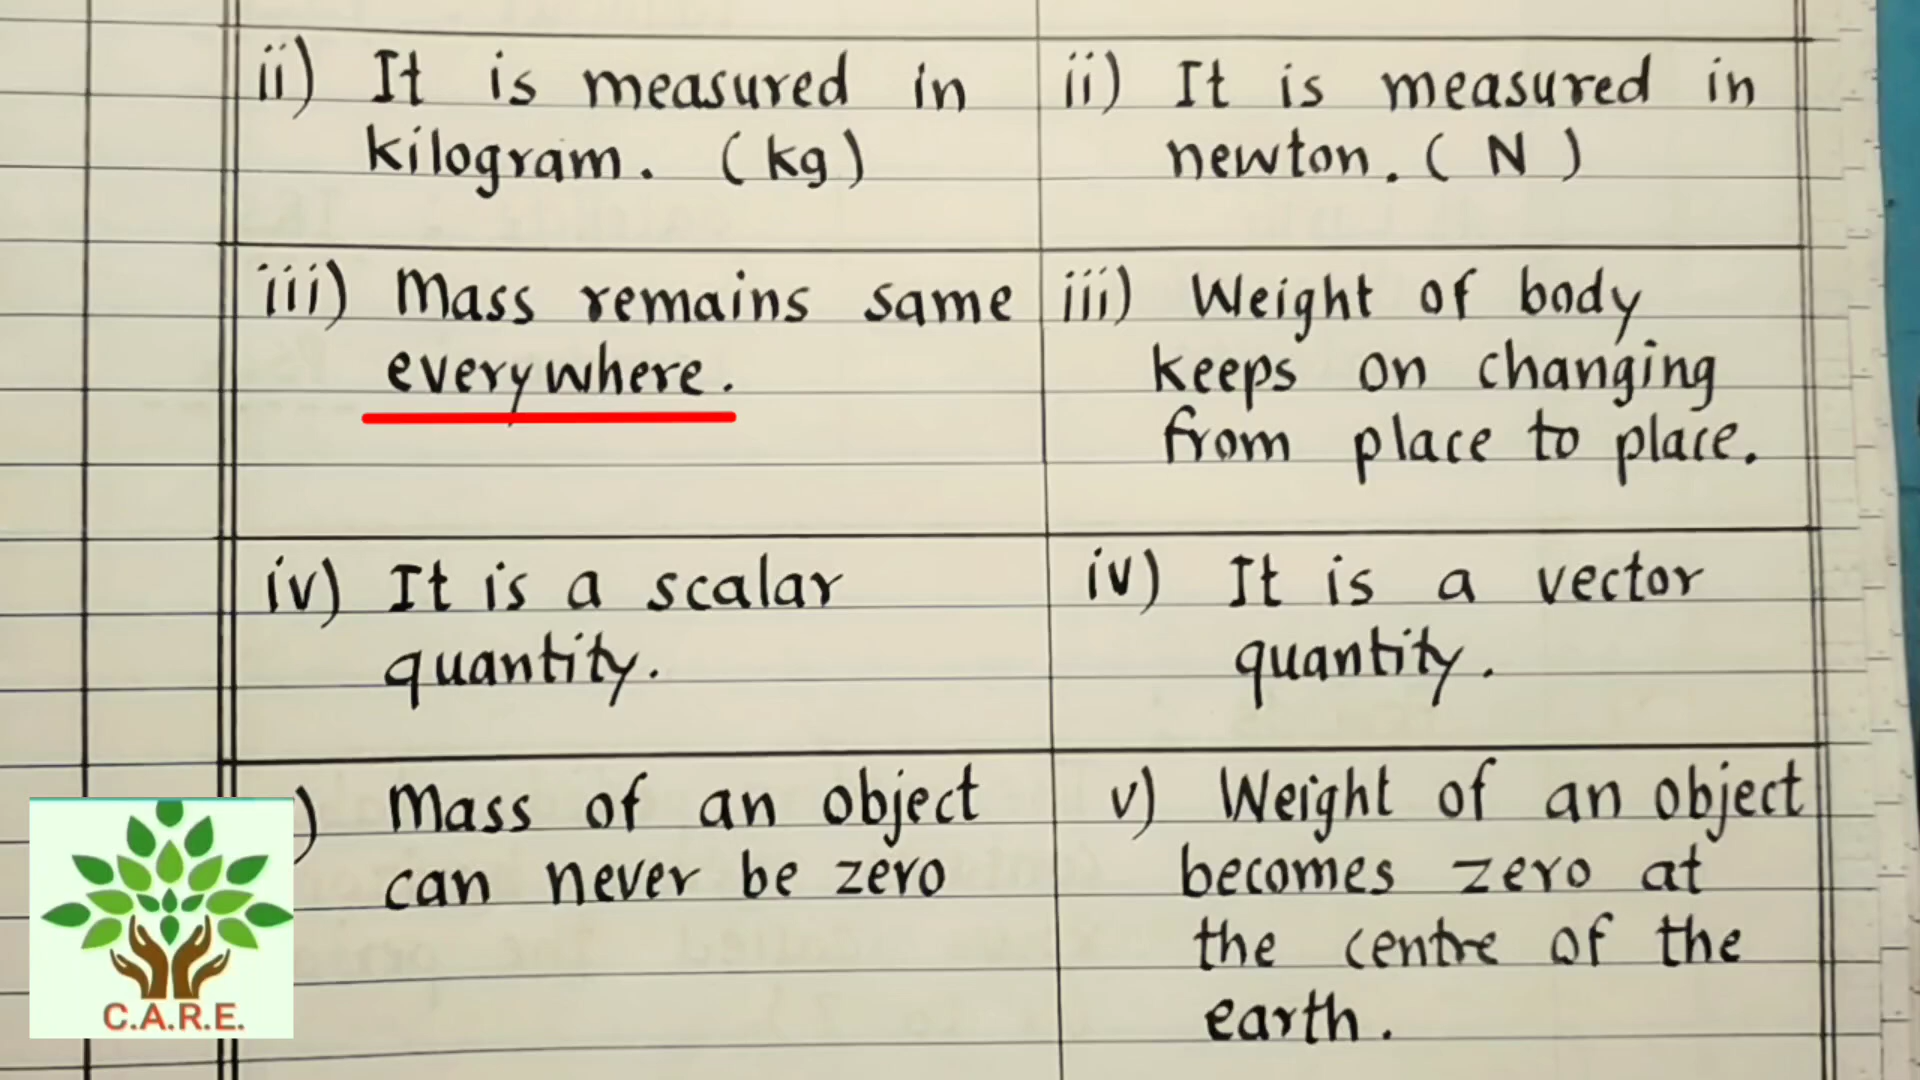 ii) It is measured in
kilogram. (kg)
ii) It is measured in
newton. (N)
iii) Mass remains same
everywhere.
iii) Weight of body
keeps on changing
from place to place.
iv) It is a scalar
quantity.
iv) It is a vector
quantity.
) Mass of an object
can never be zero
v) Weight of an object
becomes zero at
the centre of the
earth.
C.A.R.E.